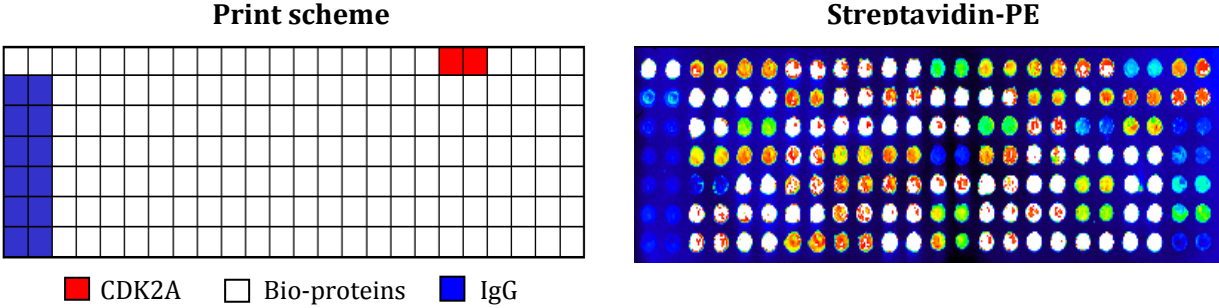 Print scheme
Streptavidin-PE
CDK2A
Bio-proteins
IgG